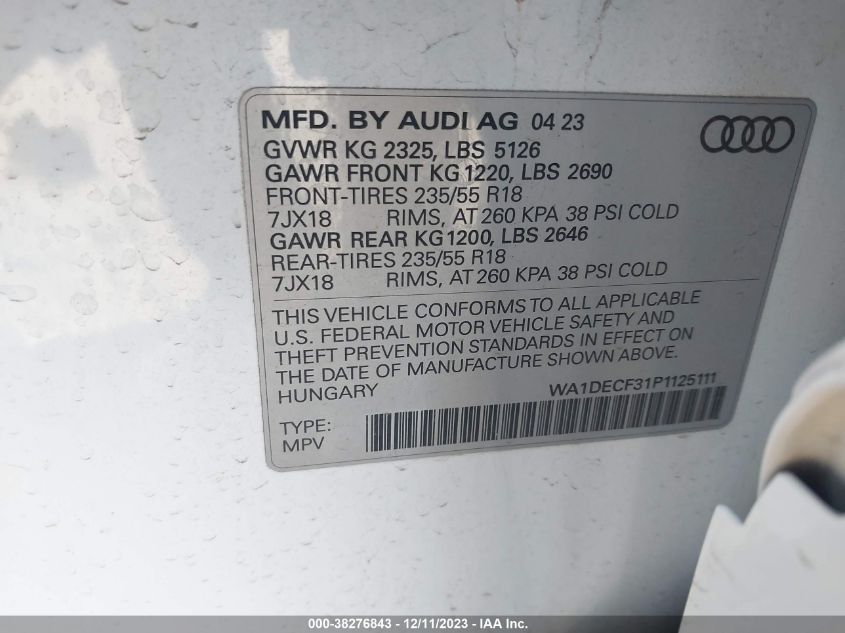 MFD. BY AUDI AG 04 23
GVWR KG 2325, LBS 5126
GAWR FRONT KG 1220, LBS 2690
FRONT-TIRES 235/55 R18
7JX18 RIMS, AT 260 KPA 38 PSI COLD
GAWR REAR KG 1200, LBS 2646
REAR-TIRES 235/55 R18
7JX18 RIMS, AT 260 KPA 38 PSI COLD
THIS VEHICLE CONFORMS TO ALL APPLICABLE
U.S. FEDERAL MOTOR VEHICLE SAFETY AND
THEFT PREVENTION STANDARDS IN EFFECT ON
THE DATE OF MANUFACTURE SHOWN ABOVE.
HUNGARY WA1DECF31P1125111
TYPE:
MPV
000-38276843 - 12/11/2023 - IAA Inc.